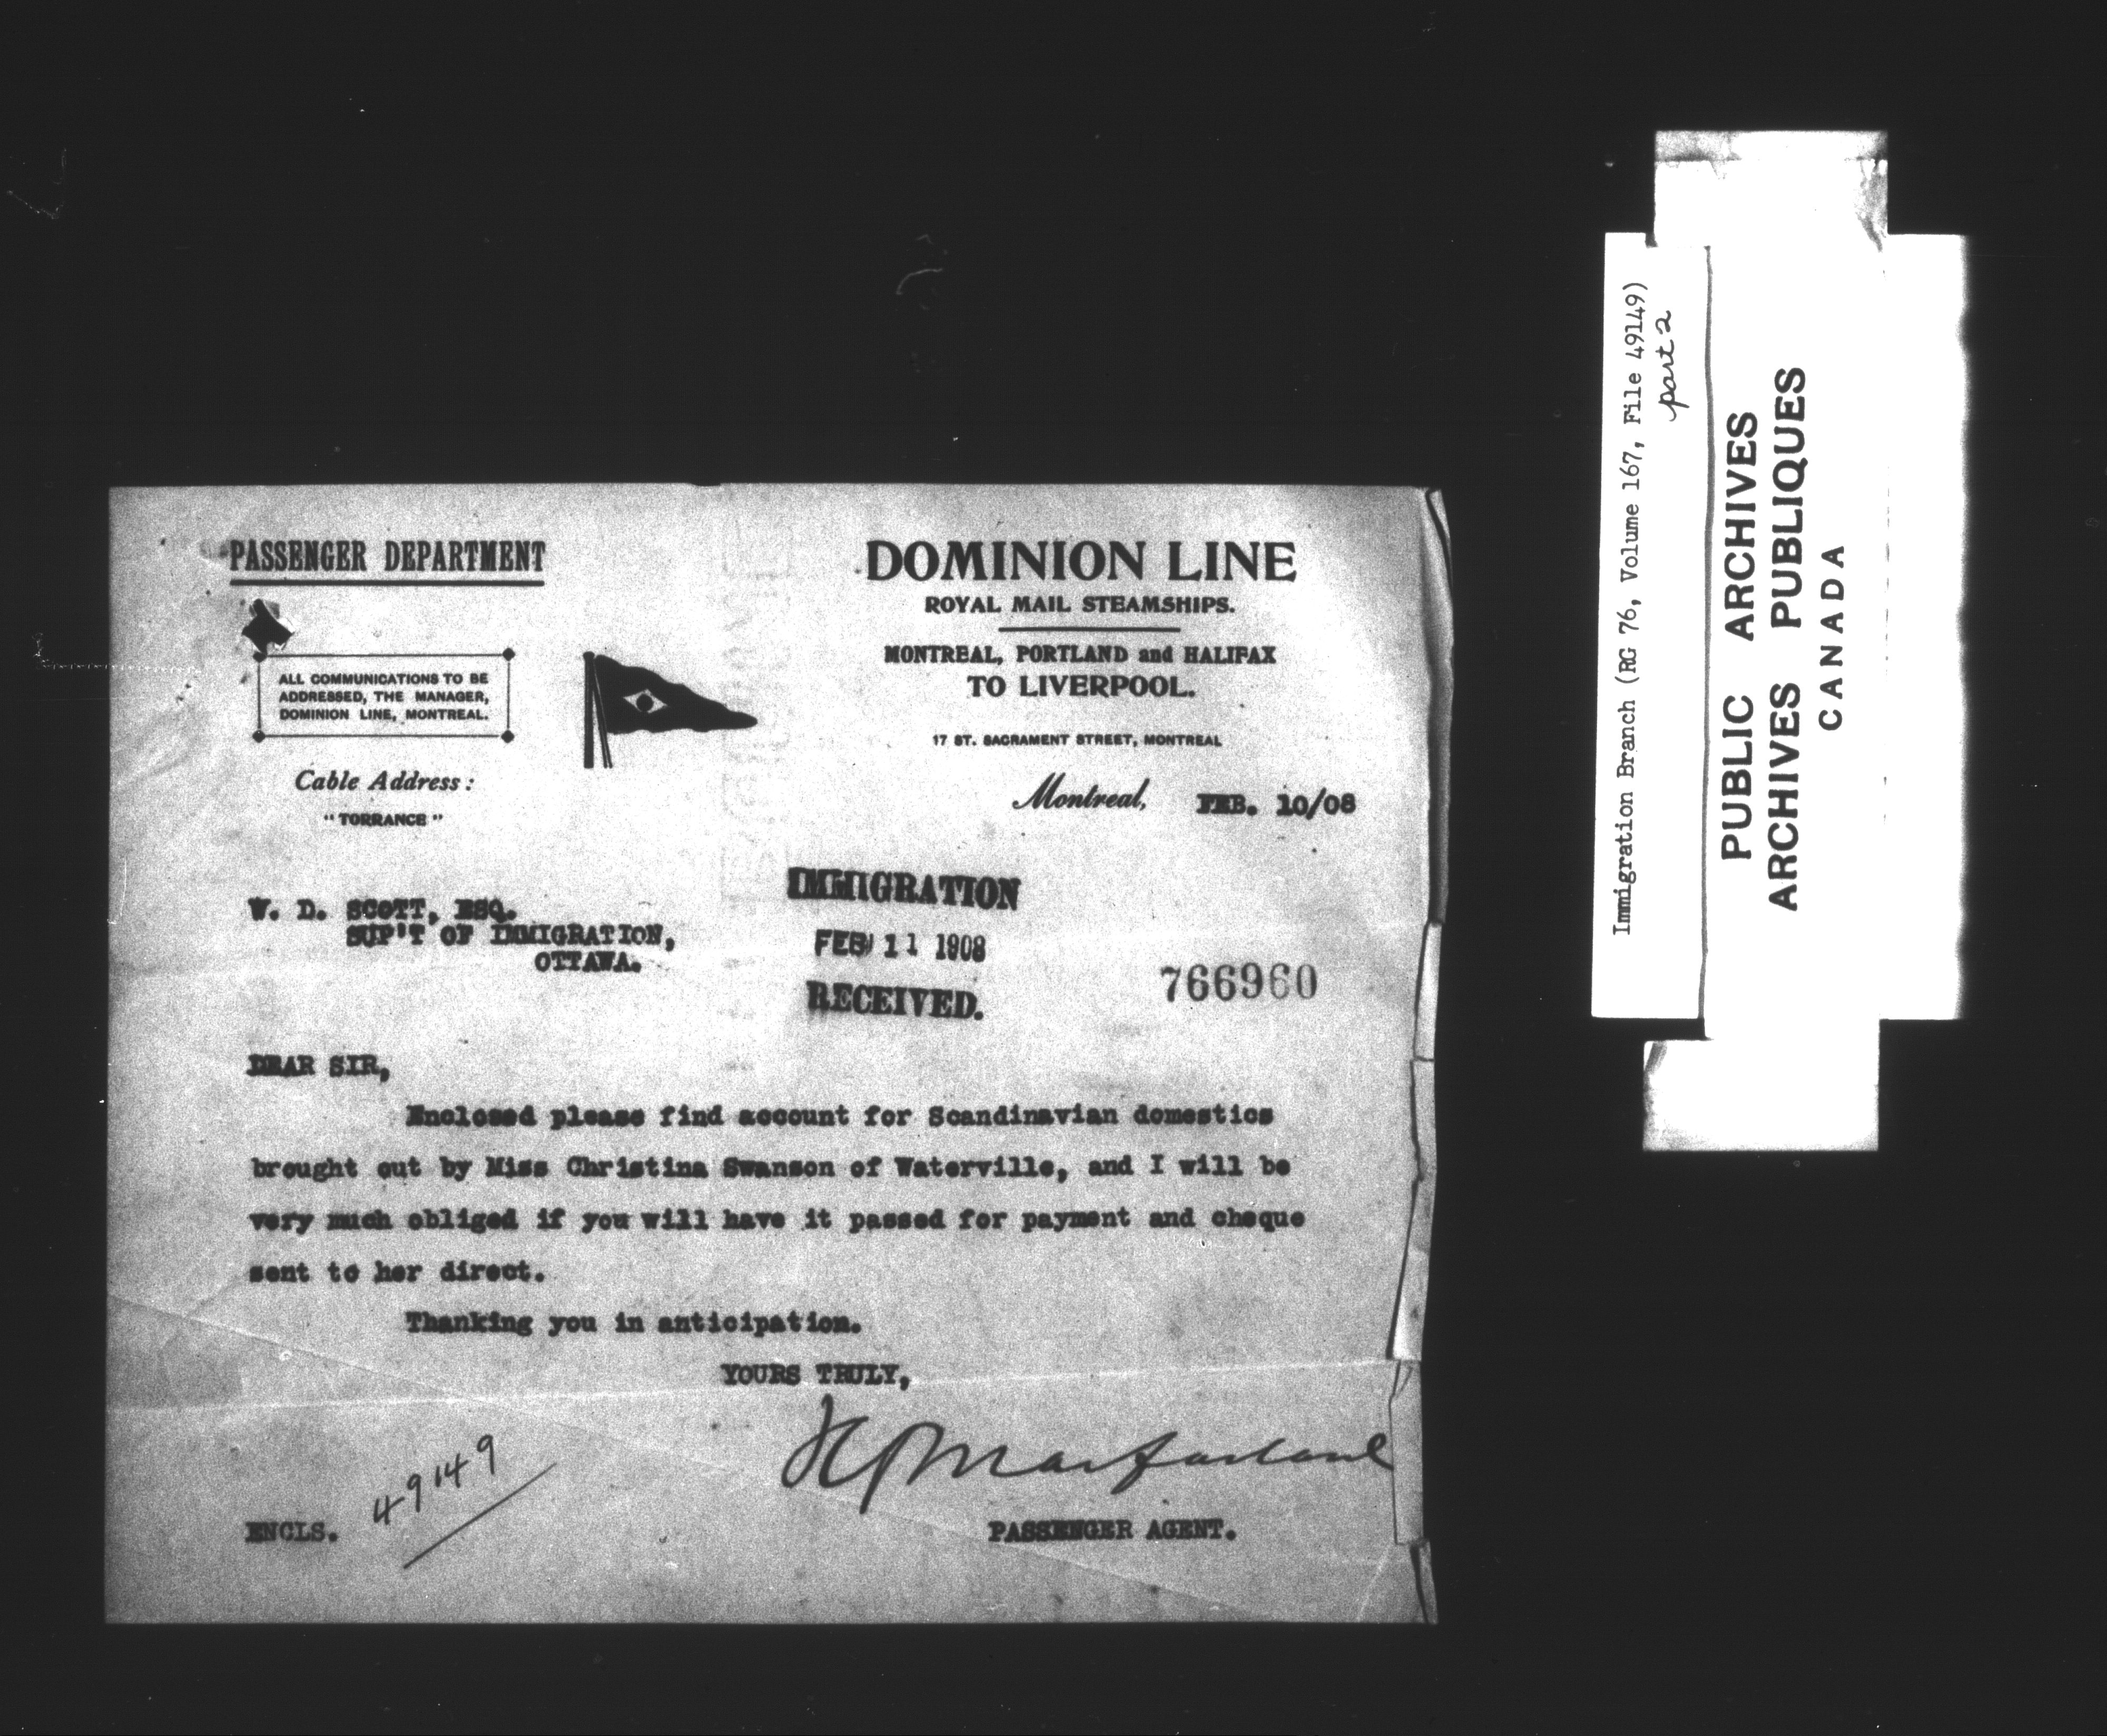 PASSENGER DEPARTMENT
ALL COMMUNICATIONS TO BE
ADDRESSED, THE MANAGER,
DOMINION LINE, MONTREAL.
Cable Address:
"TORRANCE"
DOMINION LINE
ROYAL MAIL STEAMSHIPS.
MONTREAL, PORTLAND and HALIFAX
TO LIVERPOOL.
17 ST. SACRAMENT STREET, MONTREAL
Montreal, FEB. 10/08
W. D. SCOTT, ESQ.
SUP'T OF IMMIGRATION,
OTTAWA.
IMMIGRATION
FEB 11 1908
RECEIVED.
766960
DEAR SIR,
Enclosed please find account for Scandinavian domestics
brought out by Miss Christina Swanson of Waterville, and I will be
very much obliged if you will have it passed for payment and cheque
sent to her direct.
Thanking you in anticipation.
YOURS TRULY,
Macfarlane
PASSENGER AGENT.
ENCLS.
49149
Immigration Branch (RG 76, Volume 167, File 49149)
part 2
PUBLIC ARCHIVES
ARCHIVES PUBLIQUES
CANADA